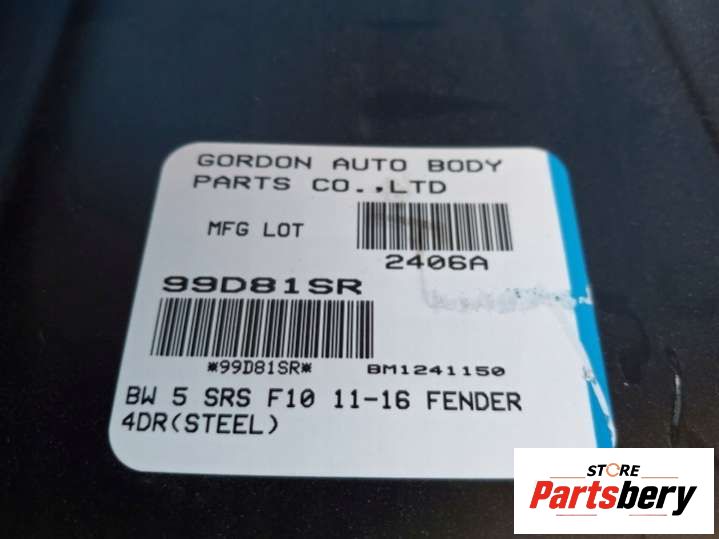 GORDON AUTO BODY
PARTS CO.,LTD
MFG LOT
2406A
99D81SR
*99D81SR* BM1241150
BW 5 SRS F10 11-16 FENDER
4DR(STEEL)
STORE
Partsbery